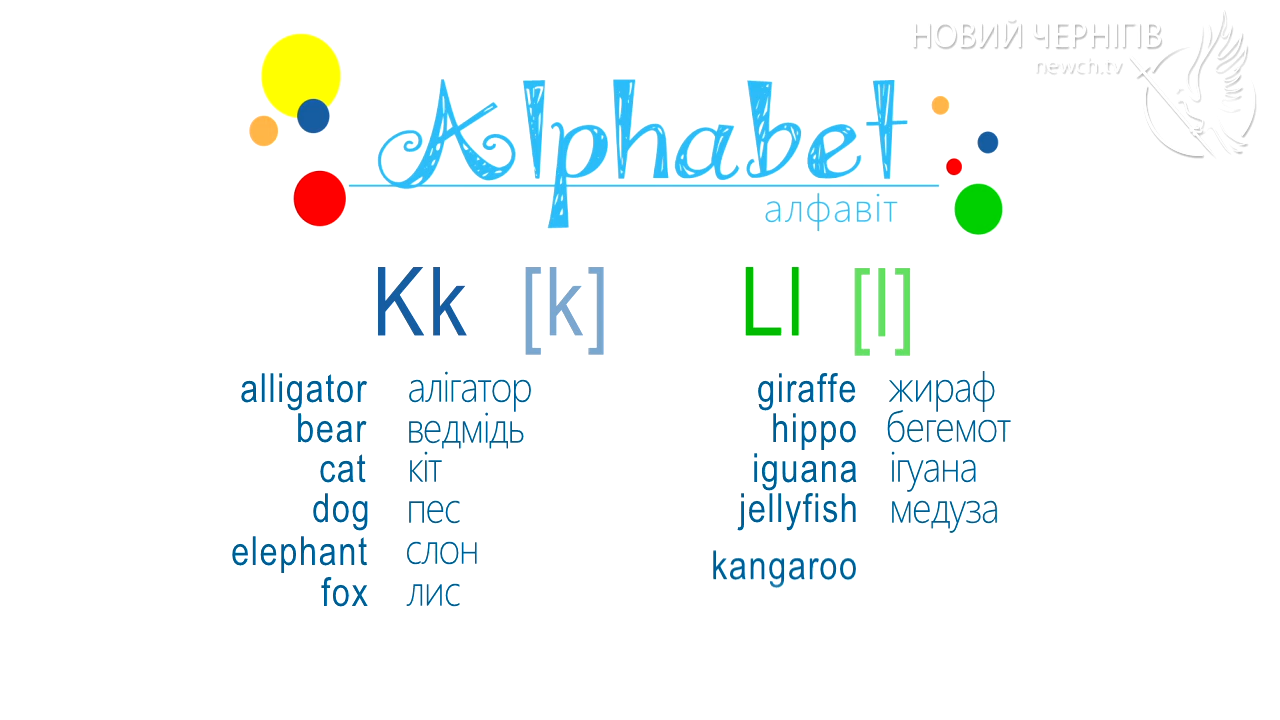 НОВИЙ ЧЕРНІГІВ
newch.tv
Alphabet
алфавіт
Kk [k] Ll [l]
alligator алігатор
bear ведмідь
cat кіт
dog пес
elephant слон
fox лис
giraffe жираф
hippo бегемот
iguana ігуана
jellyfish медуза
kangaroo